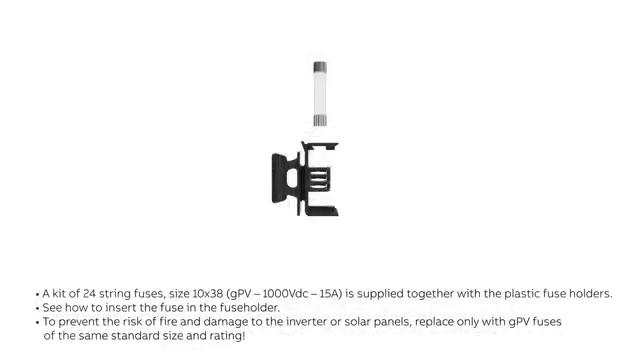 • A kit of 24 string fuses, size 10x38 (gPV – 1000Vdc – 15A) is supplied together with the plastic fuse holders.
• See how to insert the fuse in the fuseholder.
• To prevent the risk of fire and damage to the inverter or solar panels, replace only with gPV fuses
of the same standard size and rating!